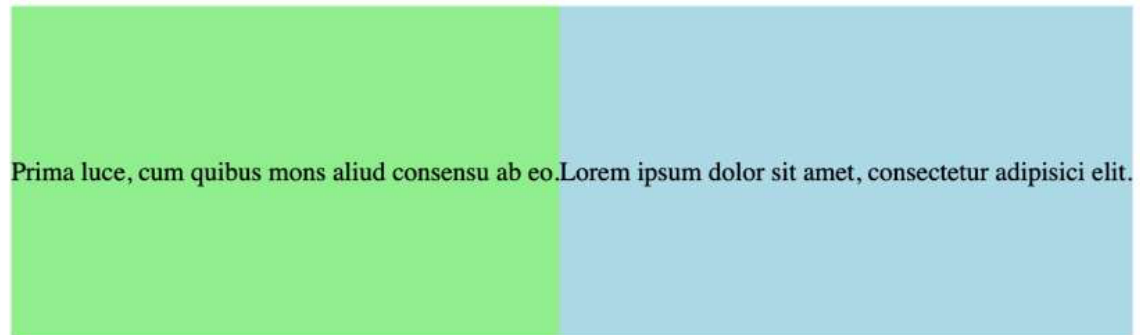 Prima luce, cum quibus mons aliud consensu ab eo.Lorem ipsum dolor sit amet, consectetur adipisici elit.